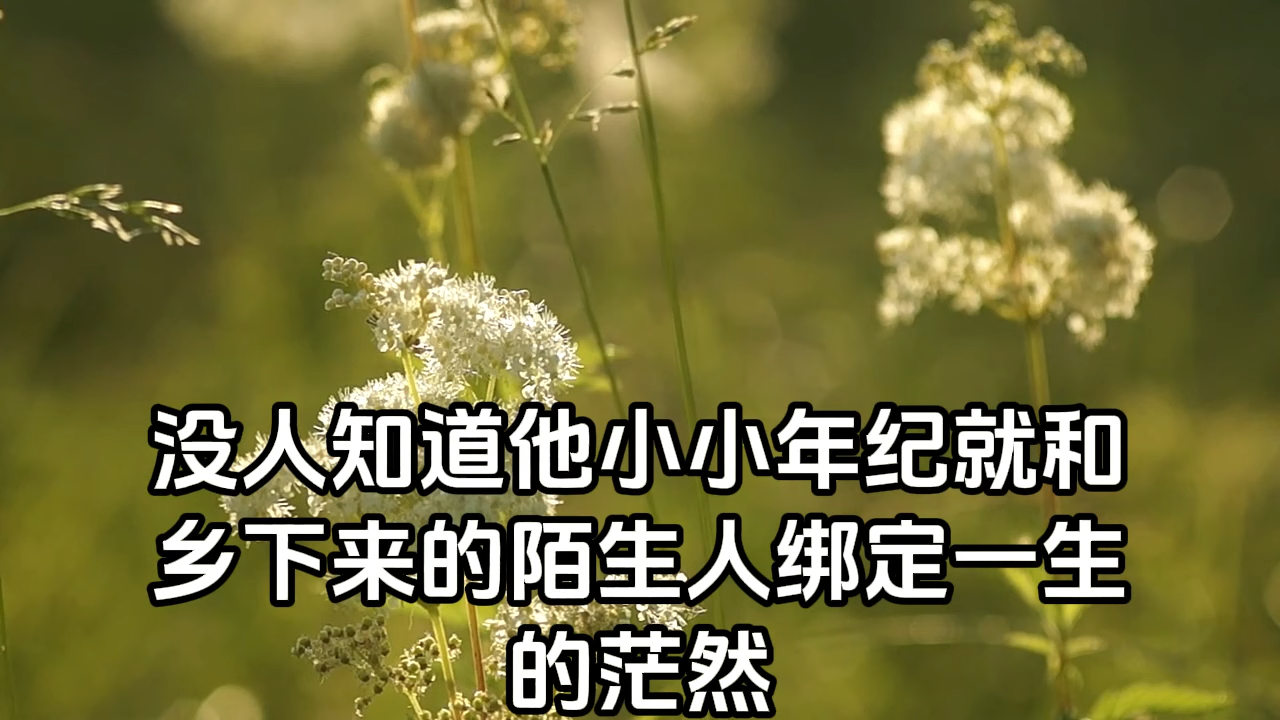 没人知道他小小年纪就和
乡下来的陌生人绑定一生
的茫然